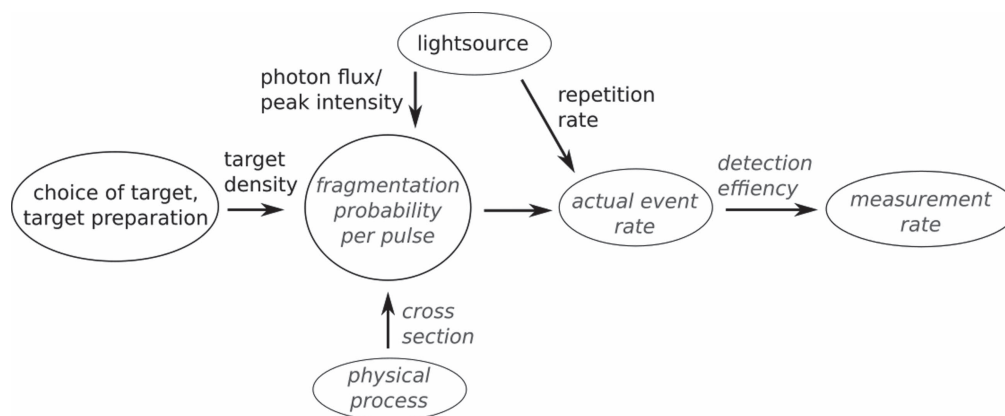 lightsource
photon flux/
peak intensity
repetition
rate
target
density
choice of target,
target preparation
fragmentation
probability
per pulse
actual event
rate
detection
effiency
measurement
rate
cross
section
physical
process